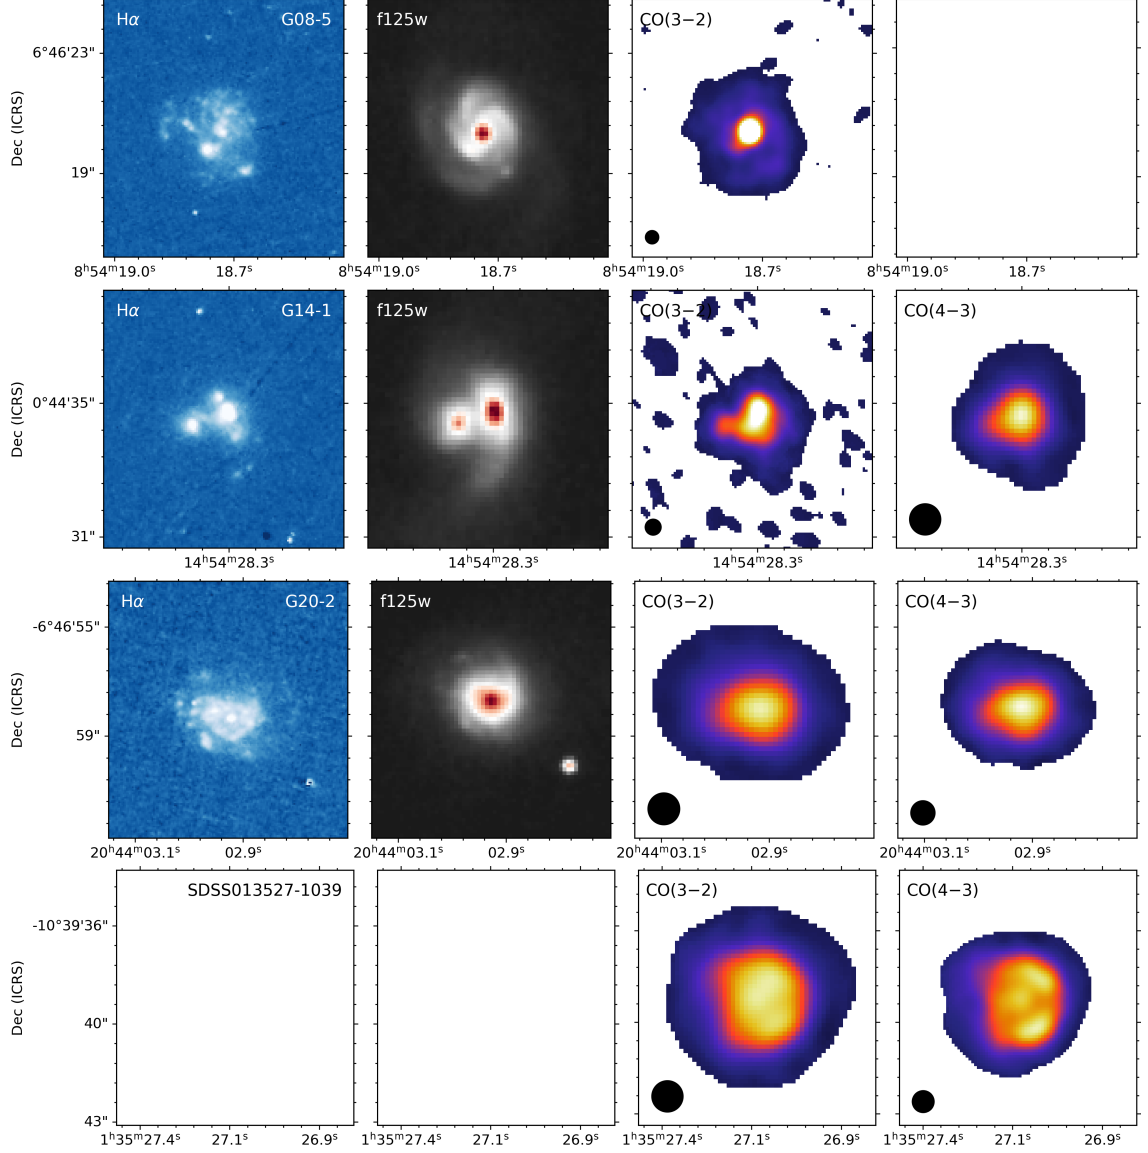 Hα G08-5 f125w CO(3−2)
6°46'23"
Dec (ICRS)
19"
8ʰ54ᵐ19.0ˢ 18.7ˢ 8ʰ54ᵐ19.0ˢ 18.7ˢ 8ʰ54ᵐ19.0ˢ 18.7ˢ 8ʰ54ᵐ19.0ˢ 18.7ˢ
Hα G14-1 f125w CO(3−2) CO(4−3)
0°44'35"
Dec (ICRS)
31"
14ʰ54ᵐ28.3ˢ 14ʰ54ᵐ28.3ˢ 14ʰ54ᵐ28.3ˢ 14ʰ54ᵐ28.3ˢ
Hα G20-2 f125w CO(3−2) CO(4−3)
-6°46'55"
Dec (ICRS)
59"
20ʰ44ᵐ03.1ˢ 02.9ˢ 20ʰ44ᵐ03.1ˢ 02.9ˢ 20ʰ44ᵐ03.1ˢ 02.9ˢ 20ʰ44ᵐ03.1ˢ 02.9ˢ
SDSS013527-1039 CO(3−2) CO(4−3)
-10°39'36"
Dec (ICRS)
40"
43"
1ʰ35ᵐ27.4ˢ 27.1ˢ 26.9ˢ 1ʰ35ᵐ27.4ˢ 27.1ˢ 26.9ˢ 1ʰ35ᵐ27.4ˢ 27.1ˢ 26.9ˢ 1ʰ35ᵐ27.4ˢ 27.1ˢ 26.9ˢ